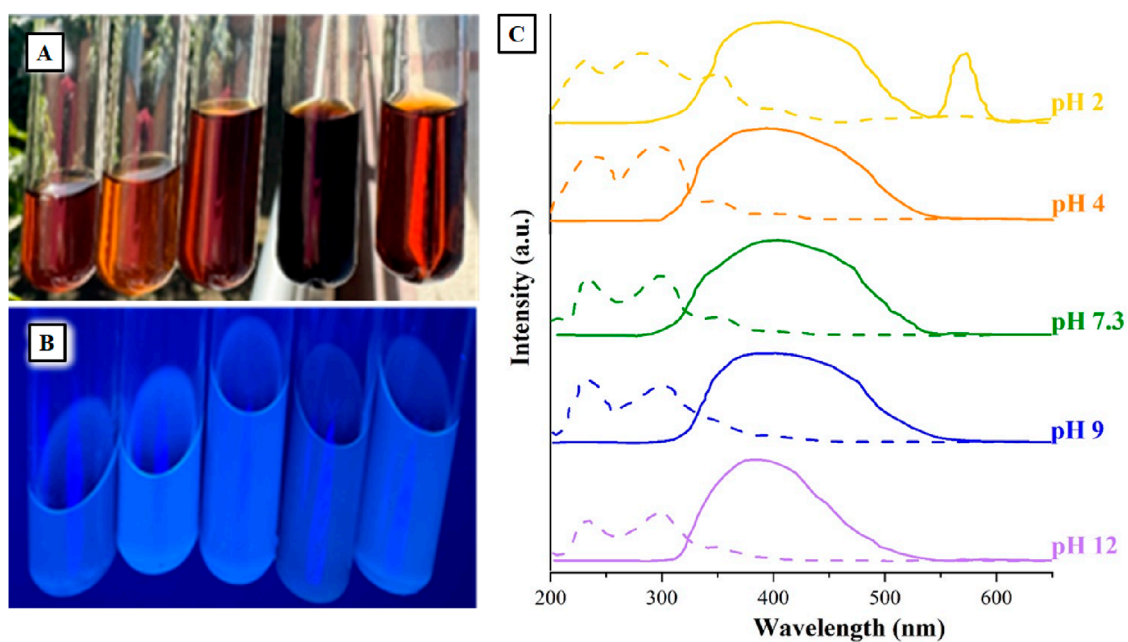 A
B
C
Intensity (a.u.)
pH 2
pH 4
pH 7.3
pH 9
pH 12
200
300
400
500
600
Wavelength (nm)